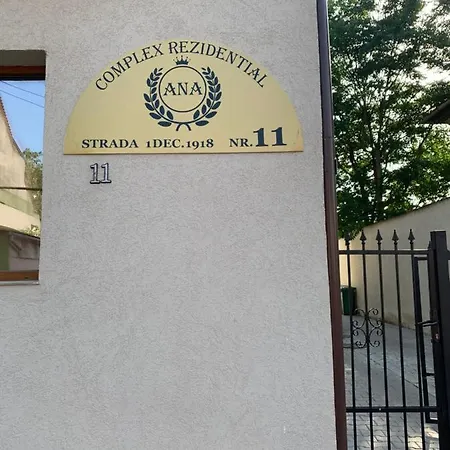 COMPLEX REZIDENTIAL
ANA
STRADA 1DEC.1918 NR.11
11